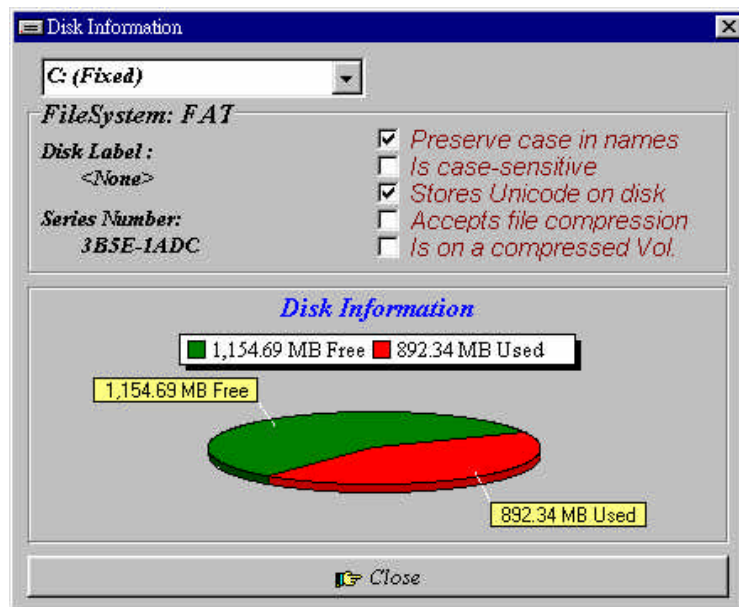 Disk Information
C: (Fixed)
FileSystem: FAT
Disk Label :
<None>
Series Number:
3B5E-1ADC
Preserve case in names
Is case-sensitive
Stores Unicode on disk
Accepts file compression
Is on a compressed Vol.
Disk Information
1,154.69 MB Free 892.34 MB Used
1,154.69 MB Free
892.34 MB Used
Close